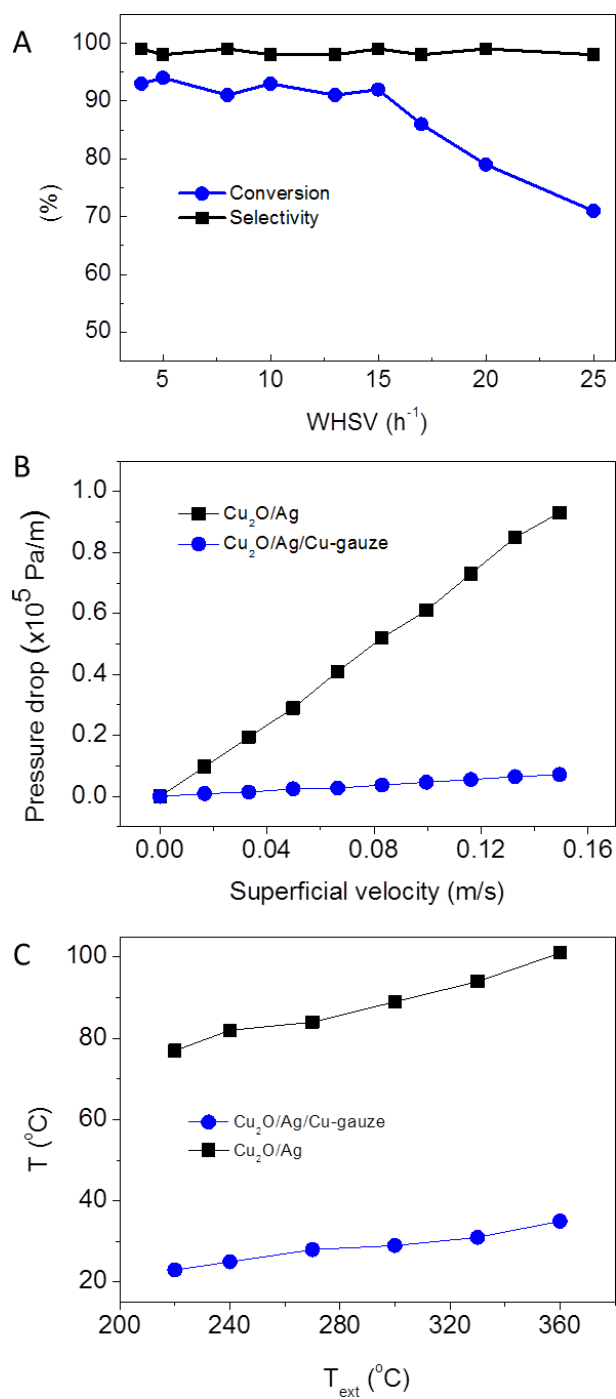 A
100
90
80
70
60
50
(%)
Conversion
Selectivity
5
10
15
20
25
WHSV (h⁻¹)
B
1.0
0.8
0.6
0.4
0.2
0.0
Pressure drop (x10⁵ Pa/m)
Cu₂O/Ag
Cu₂O/Ag/Cu-gauze
0.00
0.04
0.08
0.12
0.16
Superficial velocity (m/s)
C
100
80
60
40
20
T (°C)
Cu₂O/Ag/Cu-gauze
Cu₂O/Ag
200
240
280
320
360
T_ext (°C)